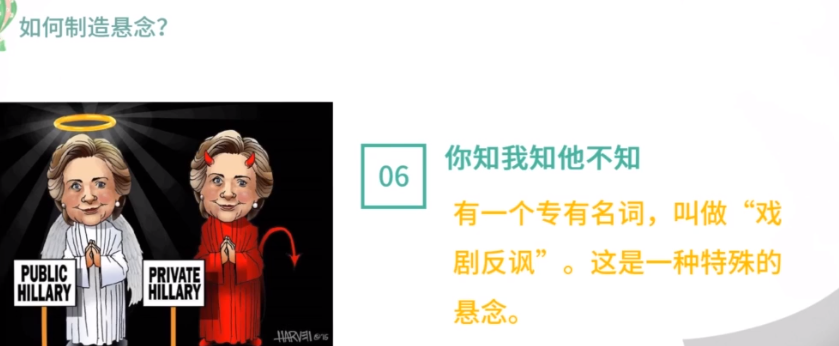 如何制造悬念？
06
你知我知他不知
有一个专有名词，叫做“戏
剧反讽”。这是一种特殊的
悬念。
PUBLIC
HILLARY
PRIVATE
HILLARY